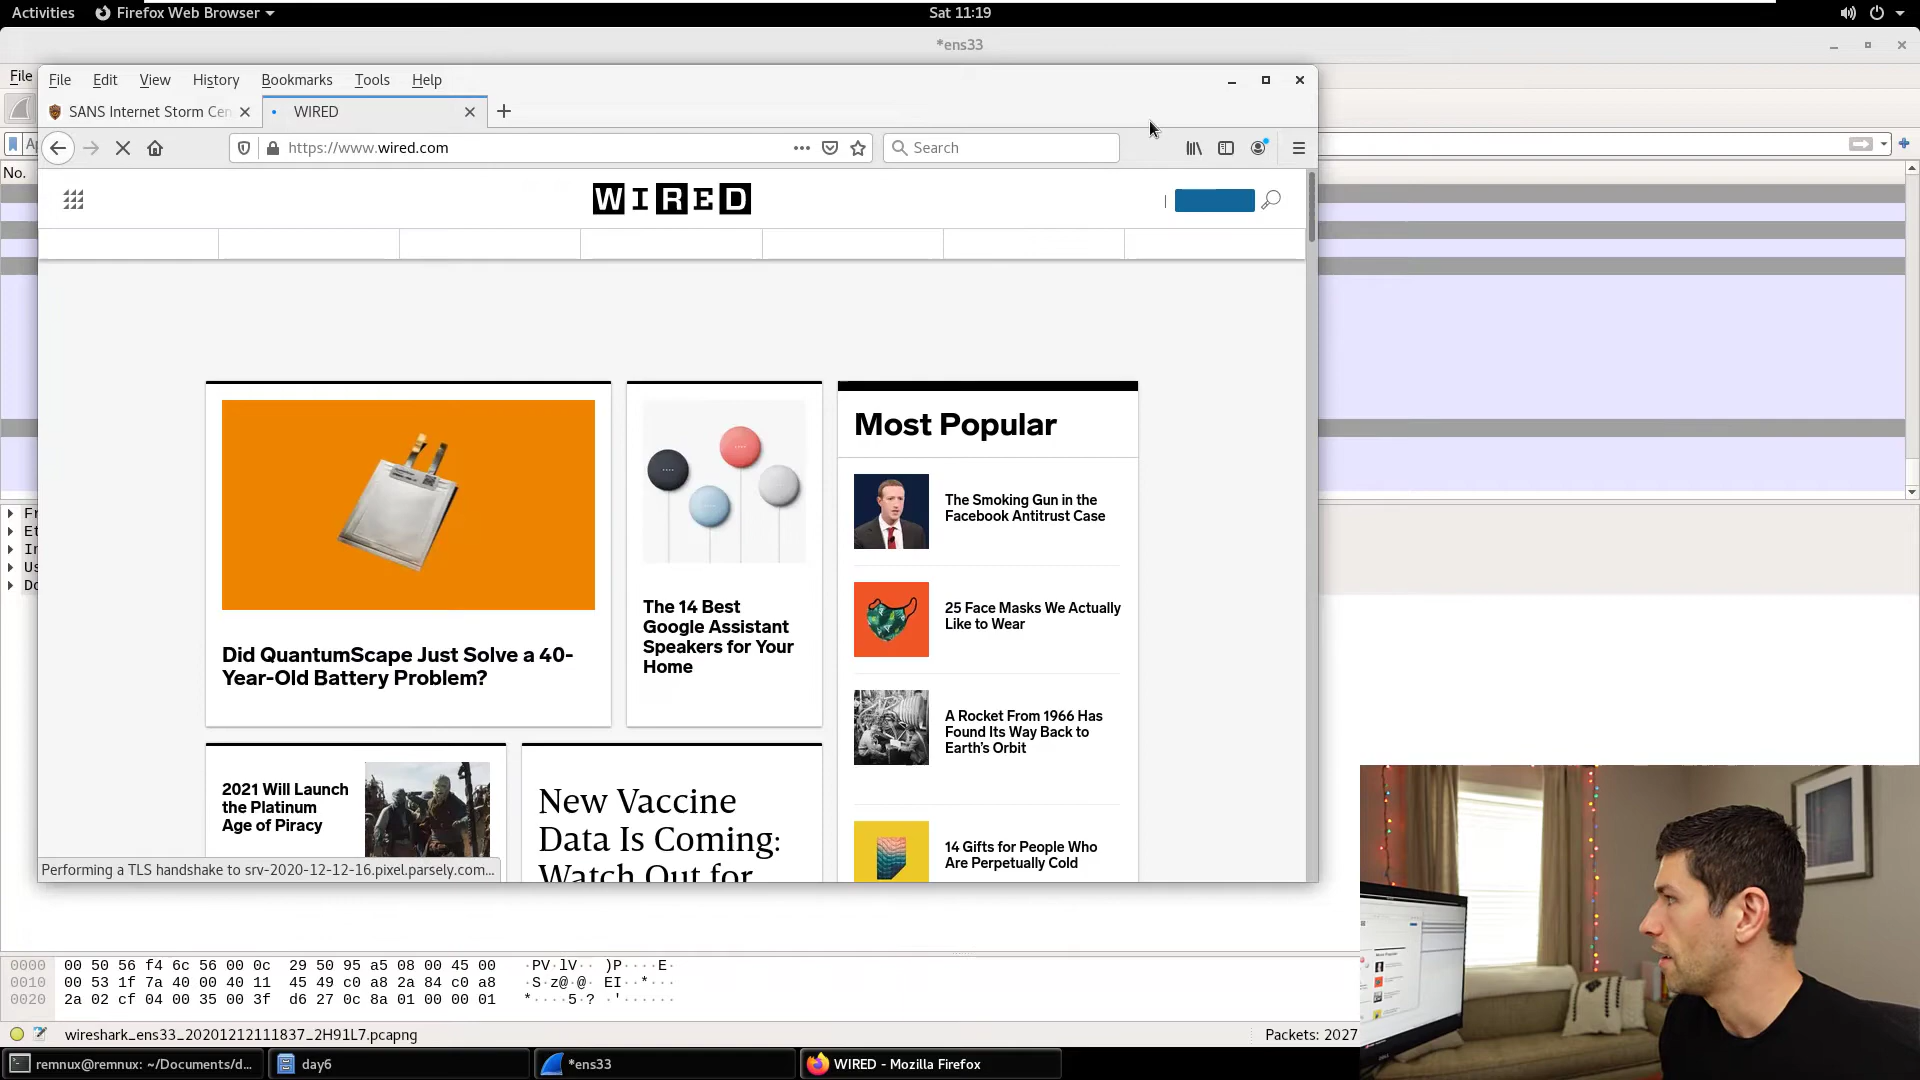 Activities
Firefox Web Browser
Sat 11:19
*ens33
File
File Edit View History Bookmarks Tools Help
SANS Internet Storm Cen
WIRED
https://www.wired.com
Search
No.
WIRED
|
Most Popular
The Smoking Gun in the
Facebook Antitrust Case
The 14 Best
Google Assistant
Speakers for Your
Home
25 Face Masks We Actually
Like to Wear
Did QuantumScape Just Solve a 40-
Year-Old Battery Problem?
A Rocket From 1966 Has
Found Its Way Back to
Earth's Orbit
2021 Will Launch
the Platinum
Age of Piracy
New Vaccine
Data Is Coming:
Watch Out for
14 Gifts for People Who
Are Perpetually Cold
Performing a TLS handshake to srv-2020-12-12-16.pixel.parsely.com...
0000 00 50 56 f4 6c 56 00 0c 29 50 95 a5 08 00 45 00 ·PV·lV·· )P····E·
0010 00 53 1f 7a 40 00 40 11 45 49 c0 a8 2a 84 c0 a8 ·S·z@·@· EI··*···
0020 2a 02 cf 04 00 35 00 3f d6 27 0c 8a 01 00 00 01 *····5·? ·'······
wireshark_ens33_20201212111837_2H91L7.pcapng
Packets: 2027
remnux@remnux: ~/Documents/d...
day6
*ens33
WIRED - Mozilla Firefox